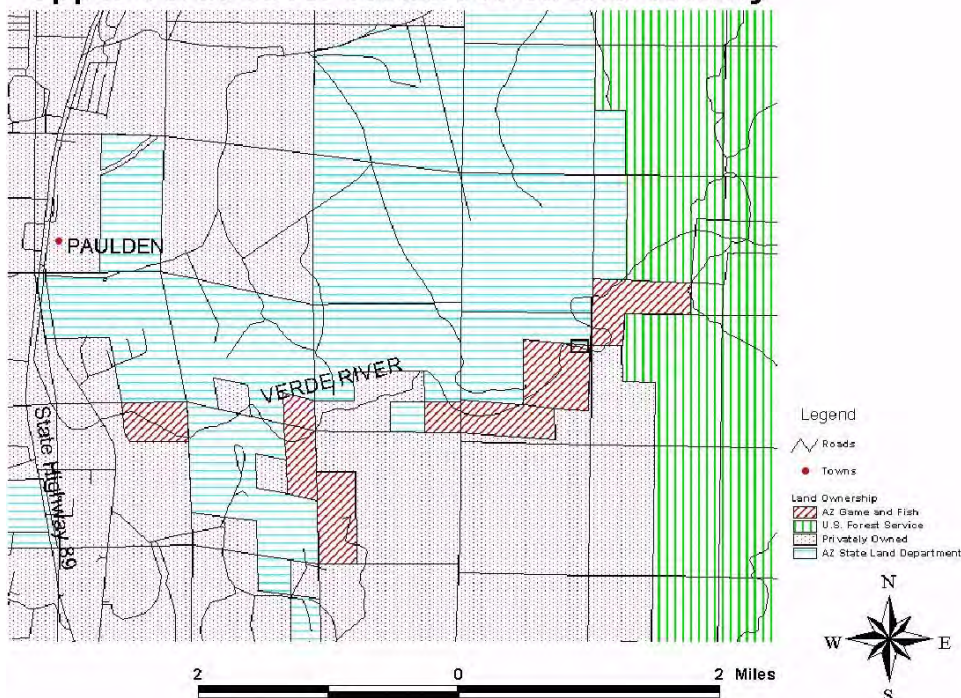 PAULDEN
VERDE RIVER
State Highway 89
Legend
Roads
Towns
Land Ownership
AZ Game and Fish
U.S. Forest Service
Privately Owned
AZ State Land Department
N
W E
S
2 0 2 Miles